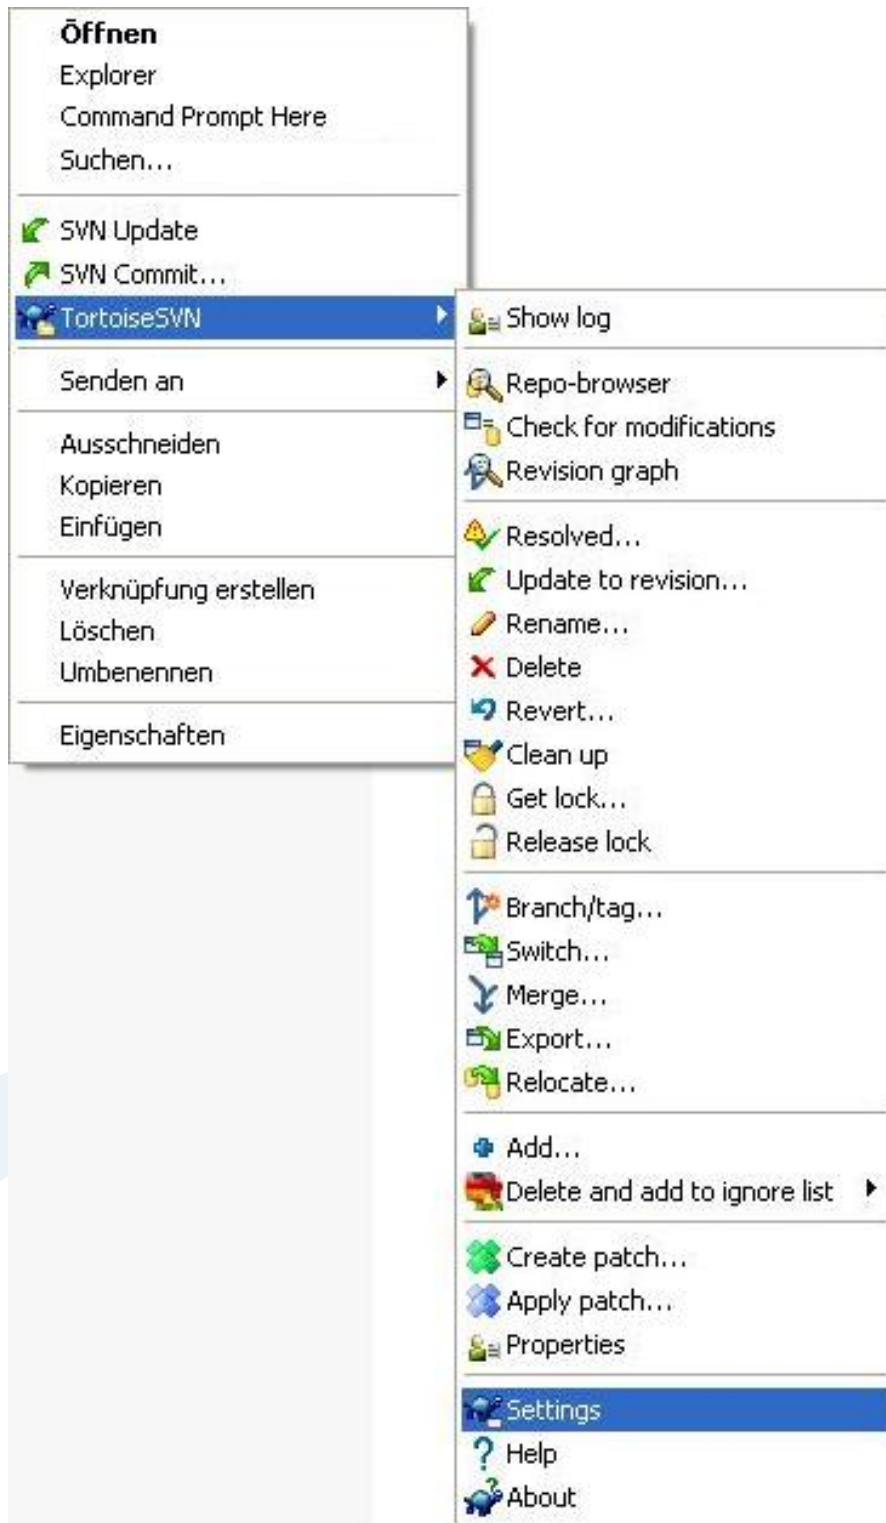 Öffnen
Explorer
Command Prompt Here
Suchen...
SVN Update
SVN Commit...
TortoiseSVN
Senden an
Ausschneiden
Kopieren
Einfügen
Verknüpfung erstellen
Löschen
Umbenennen
Eigenschaften
Show log
Repo-browser
Check for modifications
Revision graph
Resolved...
Update to revision...
Rename...
Delete
Revert...
Clean up
Get lock...
Release lock
Branch/tag...
Switch...
Merge...
Export...
Relocate...
Add...
Delete and add to ignore list
Create patch...
Apply patch...
Properties
Settings
Help
About